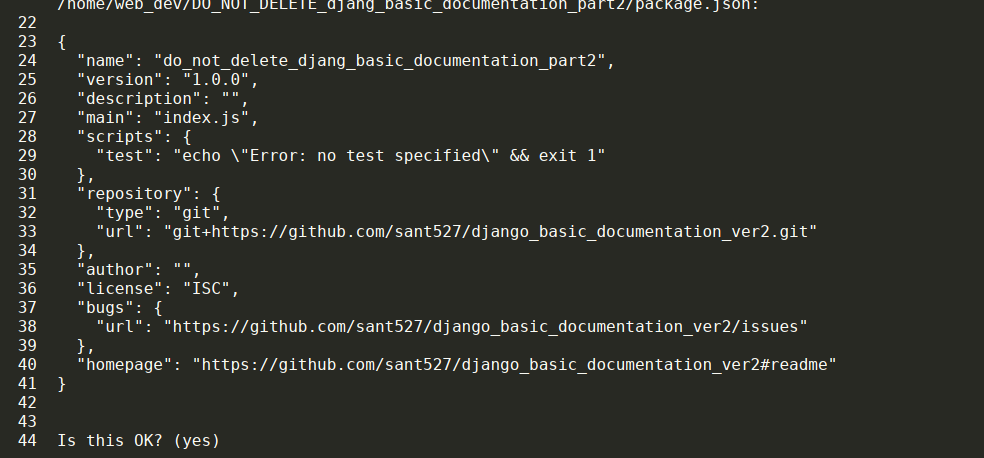 /home/web_dev/DO_NOT_DELETE_djang_basic_documentation_part2/package.json:
22
23 {
24   "name": "do_not_delete_djang_basic_documentation_part2",
25   "version": "1.0.0",
26   "description": "",
27   "main": "index.js",
28   "scripts": {
29     "test": "echo \"Error: no test specified\" && exit 1"
30   },
31   "repository": {
32     "type": "git",
33     "url": "git+https://github.com/sant527/django_basic_documentation_ver2.git"
34   },
35   "author": "",
36   "license": "ISC",
37   "bugs": {
38     "url": "https://github.com/sant527/django_basic_documentation_ver2/issues"
39   },
40   "homepage": "https://github.com/sant527/django_basic_documentation_ver2#readme"
41 }
42
43
44 Is this OK? (yes)